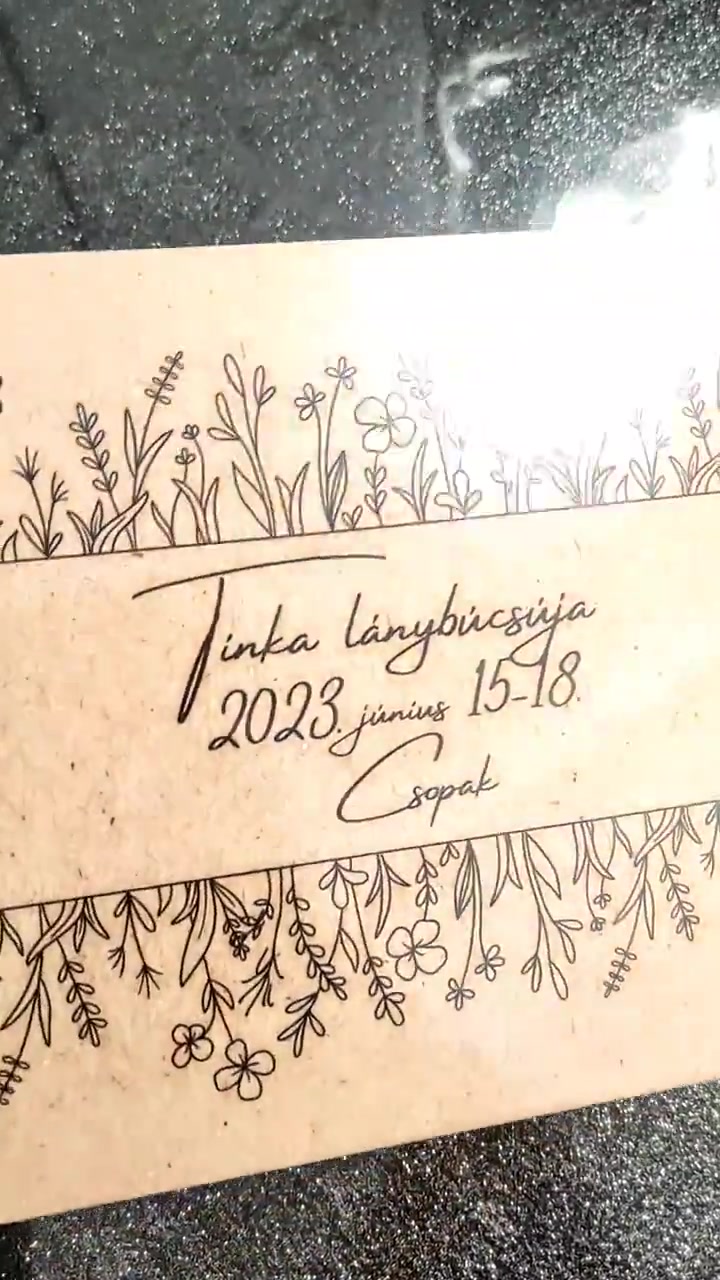 Tinka lánybúcsúja
2023. június 15-18.
Csopak